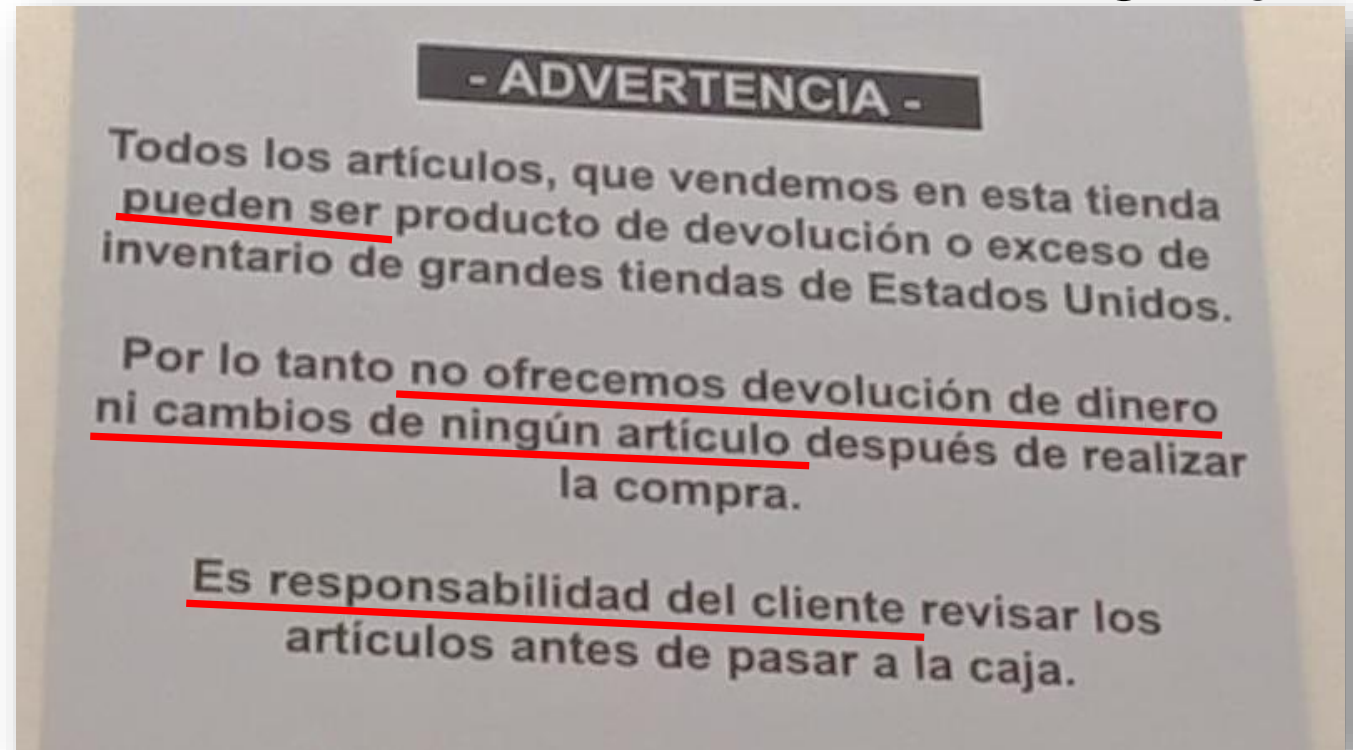 - ADVERTENCIA -
Todos los artículos, que vendemos en esta tienda
pueden ser producto de devolución o exceso de
inventario de grandes tiendas de Estados Unidos.
Por lo tanto no ofrecemos devolución de dinero
ni cambios de ningún artículo después de realizar
la compra.
Es responsabilidad del cliente revisar los
artículos antes de pasar a la caja.